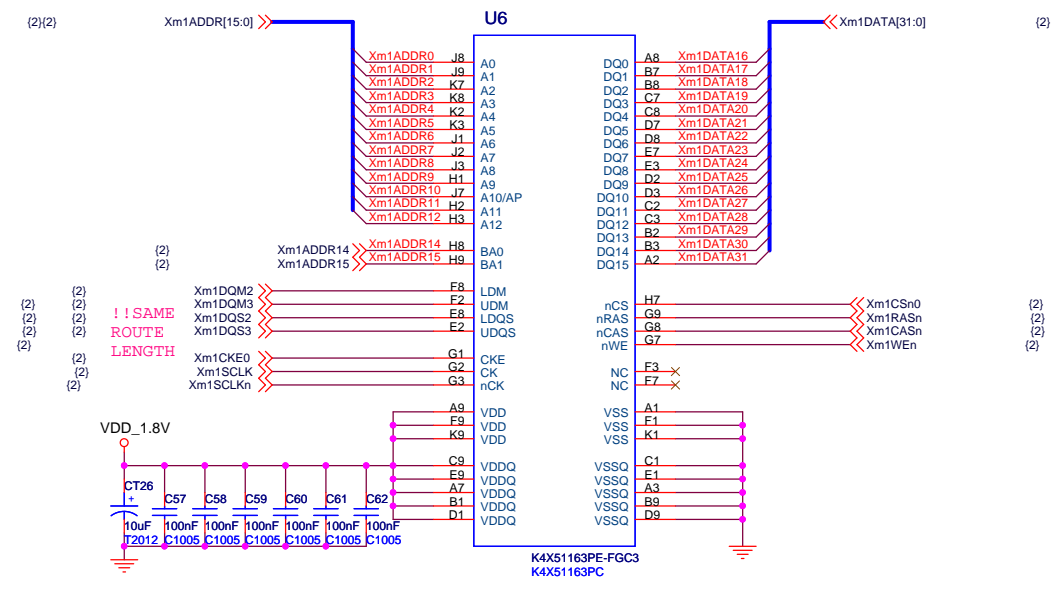 U6
{2}{2} Xm1ADDR[15:0] Xm1DATA[31:0] {2}
Xm1ADDR0 J8 A0 DQ0 A8 Xm1DATA16
Xm1ADDR1 J9 A1 DQ1 B7 Xm1DATA17
Xm1ADDR2 K7 A2 DQ2 B8 Xm1DATA18
Xm1ADDR3 K8 A3 DQ3 C7 Xm1DATA19
Xm1ADDR4 K2 A4 DQ4 C8 Xm1DATA20
Xm1ADDR5 K3 A5 DQ5 D7 Xm1DATA21
Xm1ADDR6 J1 A6 DQ6 D8 Xm1DATA22
Xm1ADDR7 J2 A7 DQ7 E7 Xm1DATA23
Xm1ADDR8 J3 A8 DQ8 E3 Xm1DATA24
Xm1ADDR9 H1 A9 DQ9 D2 Xm1DATA25
Xm1ADDR10 J7 A10/AP DQ10 D3 Xm1DATA26
Xm1ADDR11 H2 A11 DQ11 C2 Xm1DATA27
Xm1ADDR12 H3 A12 DQ12 C3 Xm1DATA28
DQ13 B2 Xm1DATA29
{2} Xm1ADDR14 Xm1ADDR14 H8 BA0 DQ14 B3 Xm1DATA30
{2} Xm1ADDR15 Xm1ADDR15 H9 BA1 DQ15 A2 Xm1DATA31
{2} Xm1DQM2 F8 LDM
{2} {2} Xm1DQM3 F2 UDM nCS H7 Xm1CSn0 {2}
{2} {2} Xm1DQS2 E8 LDQS nRAS G9 Xm1RASn {2}
{2} {2} Xm1DQS3 E2 UDQS nCAS G8 Xm1CASn {2}
{2} nWE G7 Xm1WEn {2}
!!SAME
ROUTE
LENGTH
{2} Xm1CKE0 G1 CKE
{2} Xm1SCLK G2 CK NC F3
{2} Xm1SCLKn G3 nCK NC F7
A9 VDD VSS A1
F9 VDD VSS F1
K9 VDD VSS K1
VDD_1.8V
C9 VDDQ VSSQ C1
E9 VDDQ VSSQ E1
A7 VDDQ VSSQ A3
B1 VDDQ VSSQ B9
D1 VDDQ VSSQ D9
CT26
+ C57 C58 C59 C60 C61 C62
10uF 100nF 100nF 100nF 100nF 100nF 100nF
T2012 C1005 C1005 C1005 C1005 C1005 C1005
K4X51163PE-FGC3
K4X51163PC